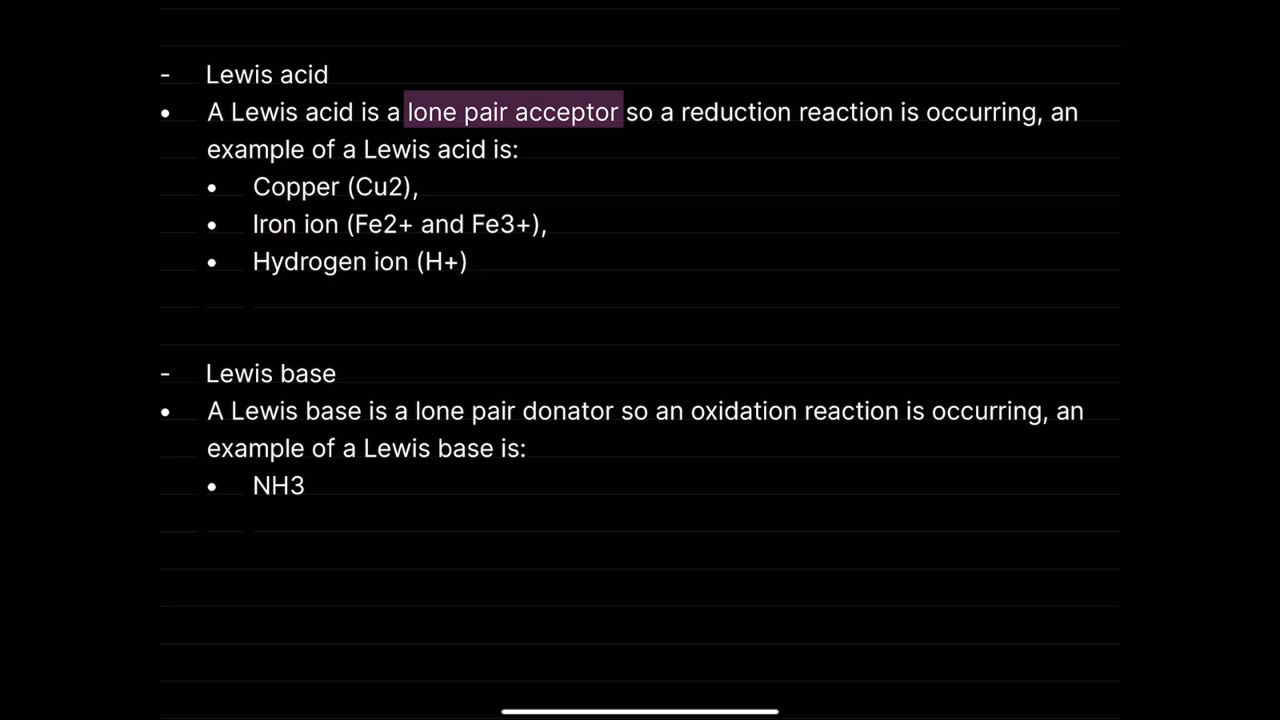 - Lewis acid
• A Lewis acid is a lone pair acceptor so a reduction reaction is occurring, an
example of a Lewis acid is:
• Copper (Cu2),
• Iron ion (Fe2+ and Fe3+),
• Hydrogen ion (H+)
- Lewis base
• A Lewis base is a lone pair donator so an oxidation reaction is occurring, an
example of a Lewis base is:
• NH3